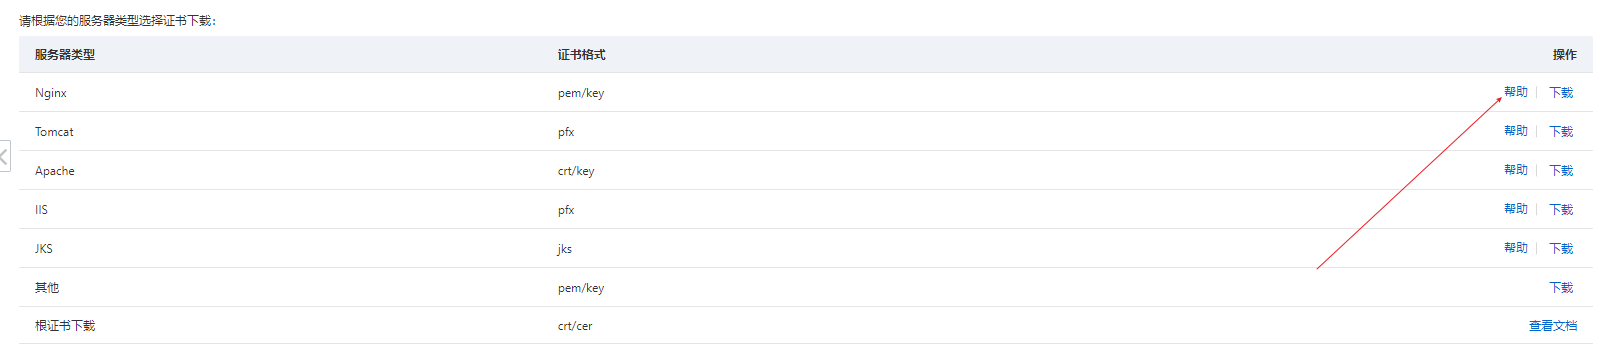 请根据您的服务器类型选择证书下载：
服务器类型 证书格式 操作
Nginx pem/key 帮助 下载
Tomcat pfx 帮助 下载
Apache crt/key 帮助 下载
IIS pfx 帮助 下载
JKS jks 帮助 下载
其他 pem/key 下载
根证书下载 crt/cer 查看文档